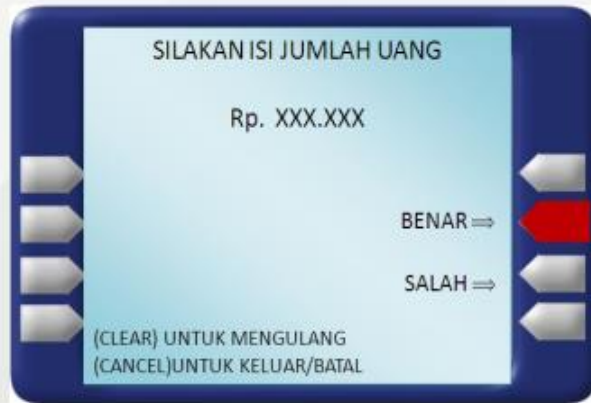 SILAKAN ISI JUMLAH UANG
Rp. XXX.XXX
BENAR ⇒
SALAH ⇒
(CLEAR) UNTUK MENGULANG
(CANCEL)UNTUK KELUAR/BATAL